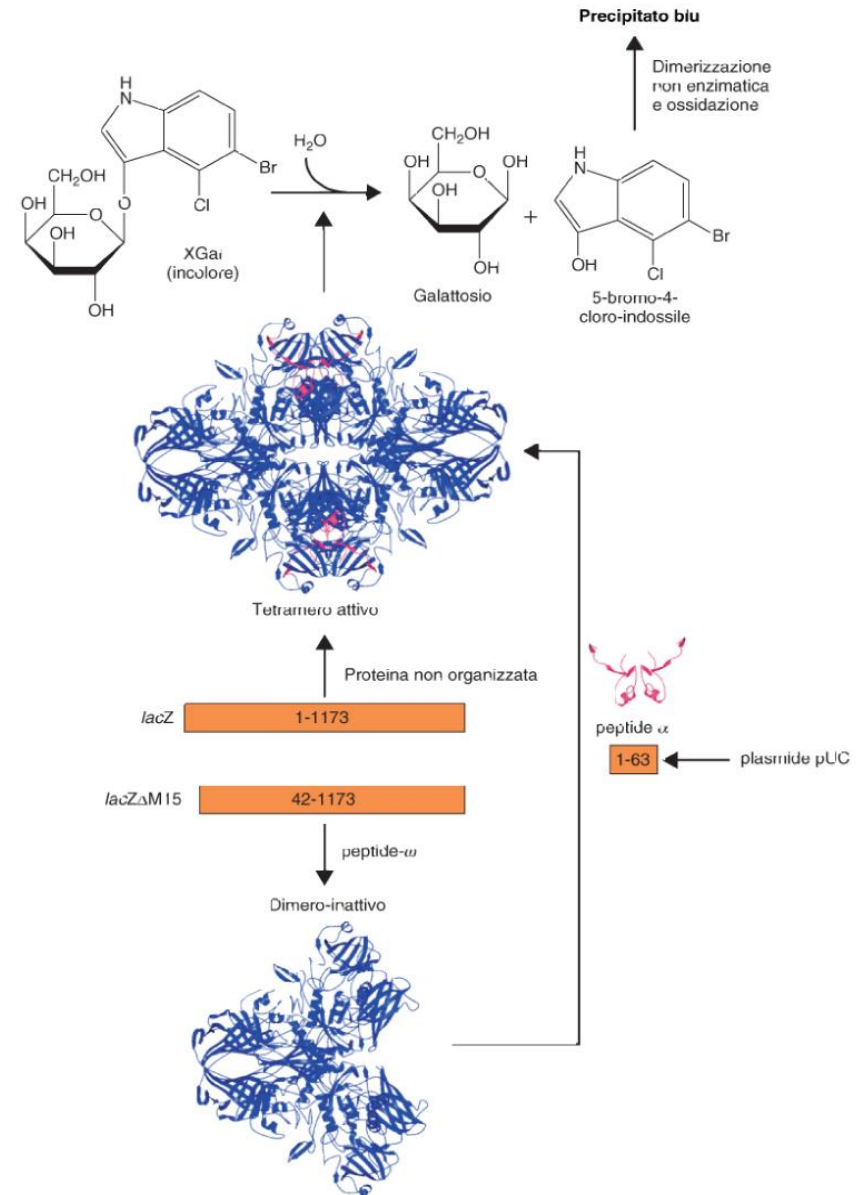 Precipitato blu
Dimerizzazione
non enzimatica
e ossidazione
H
N
Br
Cl
CH₂OH
OH
O
O
OH
OH
XGal
(incolore)
H₂O
CH₂OH
OH
O
OH
OH
OH
Galattosio
+
H
N
Br
Cl
OH
5-bromo-4-
cloro-indossile
Tetramero attivo
Proteina non organizzata
lacZ
1-1173
peptide α
1-63
plasmide pUC
lacZΔM15
42-1173
peptide-ω
Dimero-inattivo